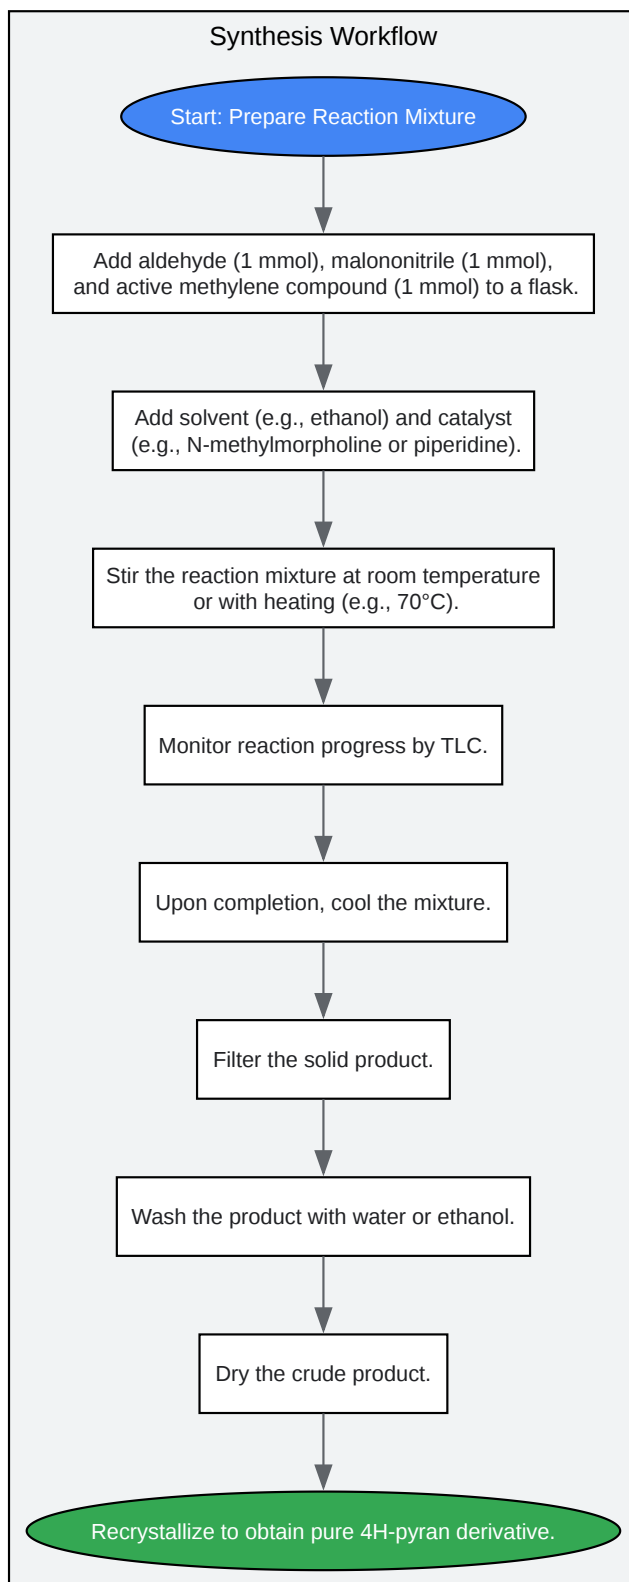 Synthesis Workflow
Start: Prepare Reaction Mixture
Add aldehyde (1 mmol), malononitrile (1 mmol),
and active methylene compound (1 mmol) to a flask.
Add solvent (e.g., ethanol) and catalyst
(e.g., N-methylmorpholine or piperidine).
Stir the reaction mixture at room temperature
or with heating (e.g., 70°C).
Monitor reaction progress by TLC.
Upon completion, cool the mixture.
Filter the solid product.
Wash the product with water or ethanol.
Dry the crude product.
Recrystallize to obtain pure 4H-pyran derivative.